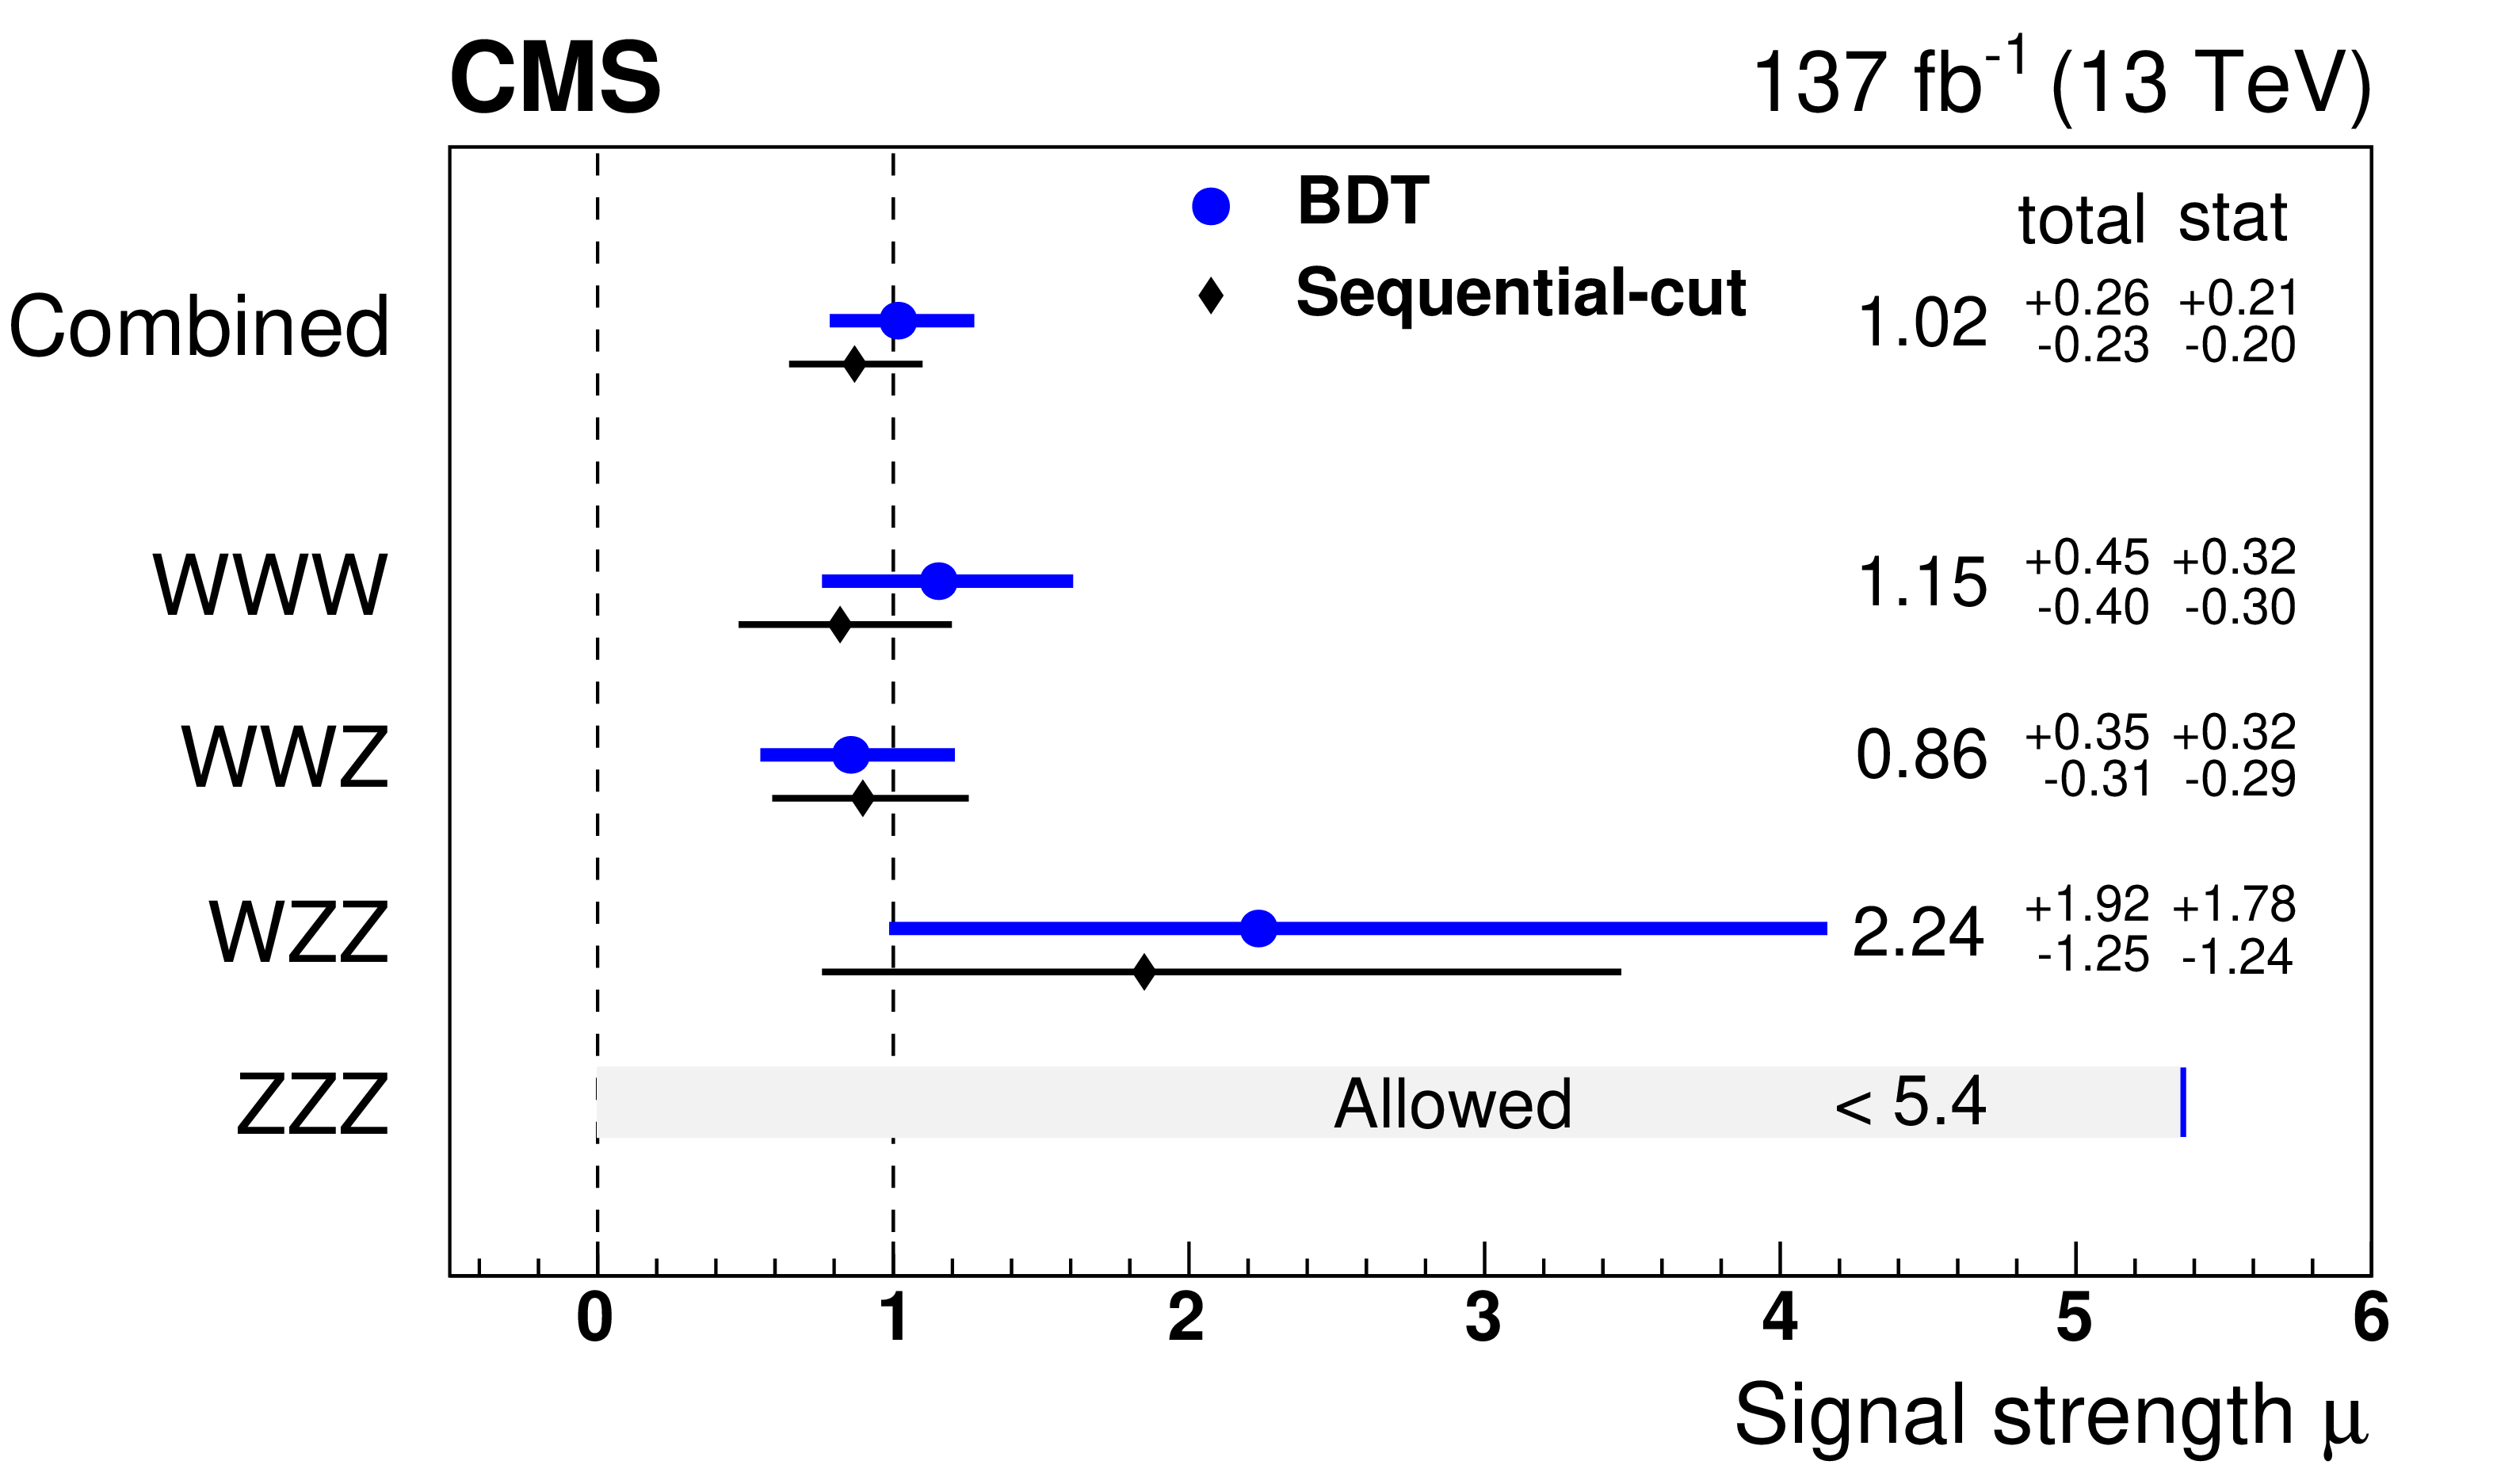 CMS 137 fb-1 (13 TeV)
BDT total stat
Sequential-cut
Combined 1.02 +0.26 +0.21
-0.23 -0.20
WWW 1.15 +0.45 +0.32
-0.40 -0.30
WWZ 0.86 +0.35 +0.32
-0.31 -0.29
WZZ 2.24 +1.92 +1.78
-1.25 -1.24
ZZZ Allowed < 5.4
0 1 2 3 4 5 6
Signal strength μ